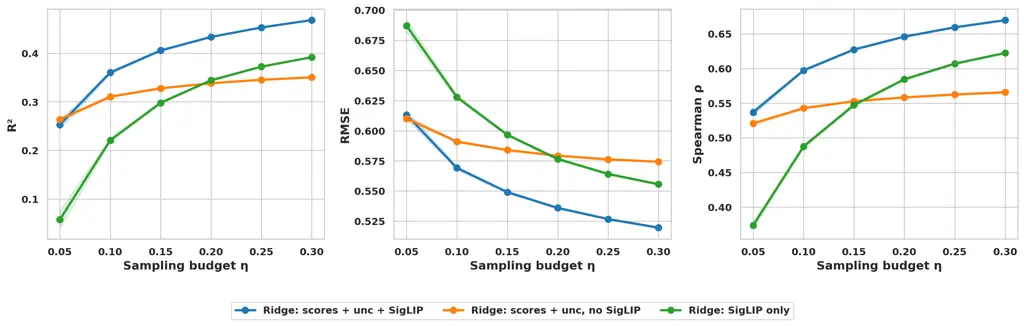 R²
0.4
0.3
0.2
0.1
0.05 0.10 0.15 0.20 0.25 0.30
Sampling budget η
RMSE
0.700
0.675
0.650
0.625
0.600
0.575
0.550
0.525
0.05 0.10 0.15 0.20 0.25 0.30
Sampling budget η
Spearman ρ
0.65
0.60
0.55
0.50
0.45
0.40
0.05 0.10 0.15 0.20 0.25 0.30
Sampling budget η
Ridge: scores + unc + SigLIP Ridge: scores + unc, no SigLIP Ridge: SigLIP only